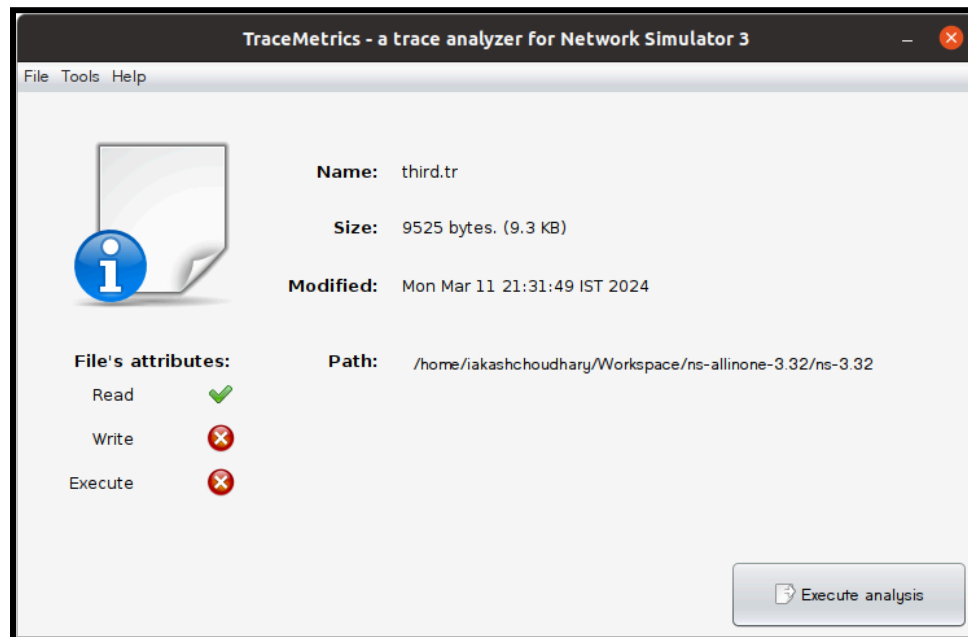 TraceMetrics - a trace analyzer for Network Simulator 3
File Tools Help
Name: third.tr
Size: 9525 bytes. (9.3 KB)
Modified: Mon Mar 11 21:31:49 IST 2024
File's attributes:
Path: /home/iakashchoudhary/Workspace/ns-allinone-3.32/ns-3.32
Read
Write
Execute
Execute analysis